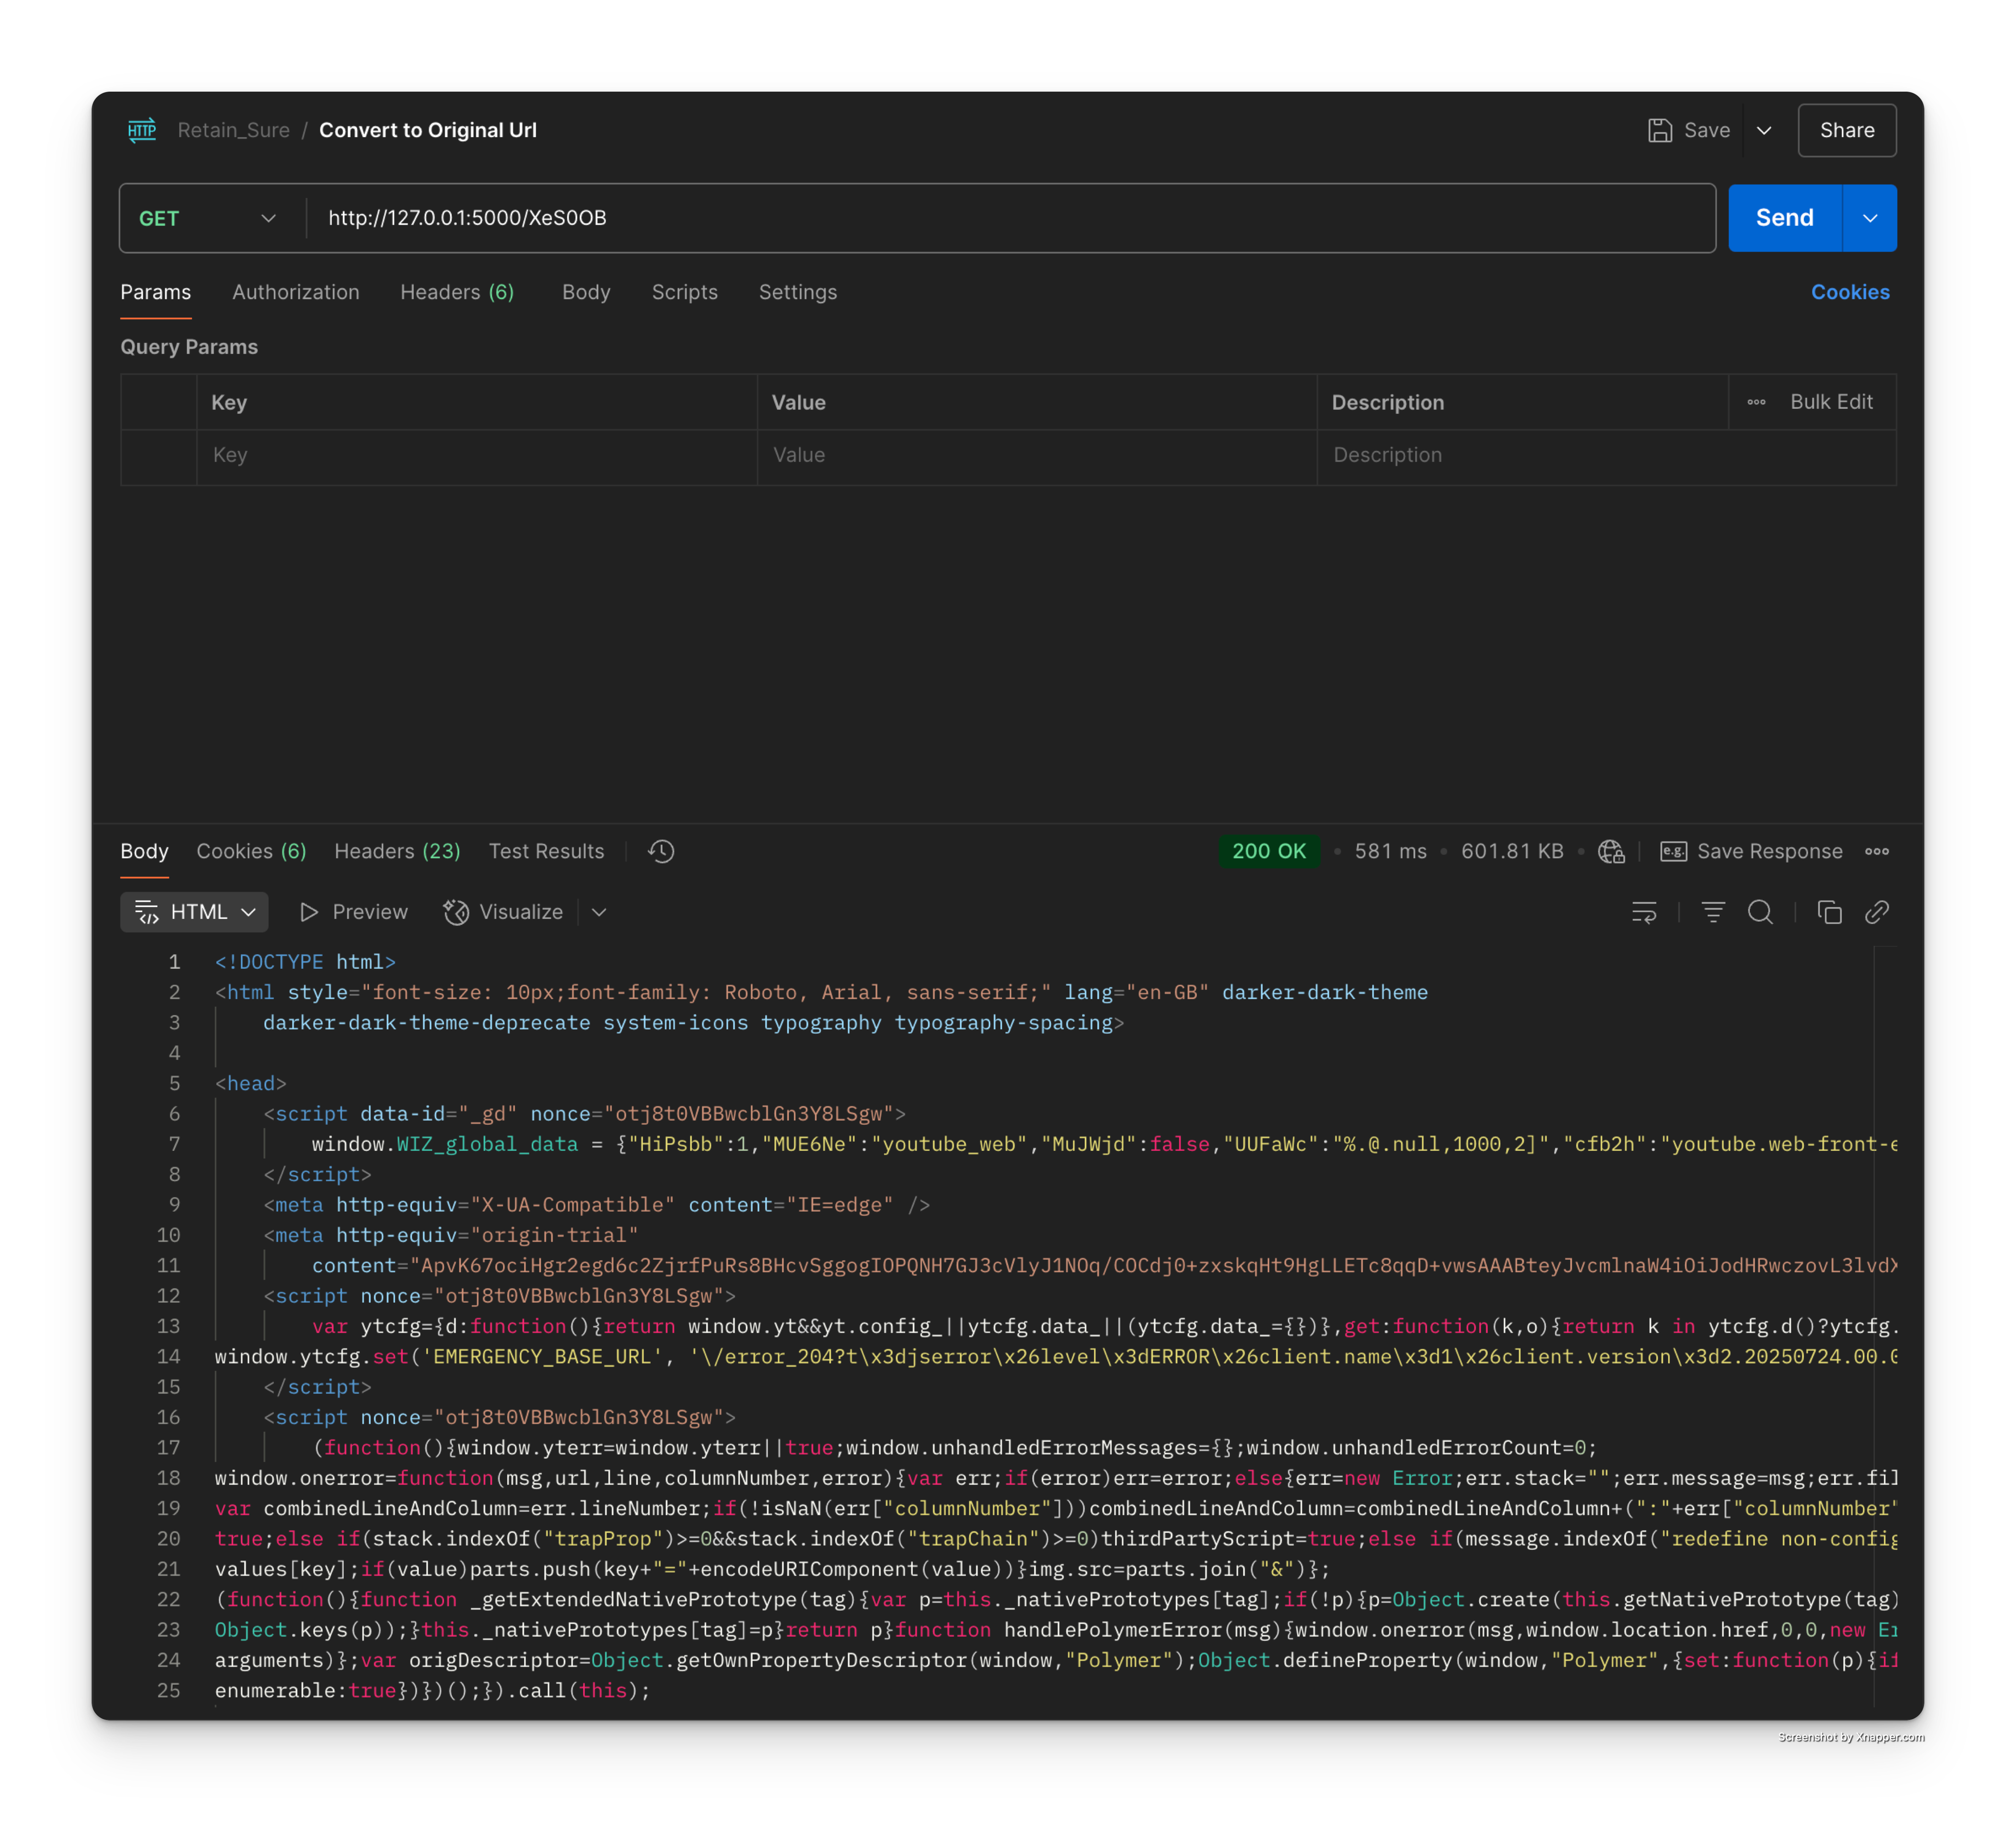 HTTP Retain_Sure / Convert to Original Url Save Share
GET http://127.0.0.1:5000/XeS0OB Send
Params Authorization Headers (6) Body Scripts Settings Cookies
Query Params
Key Value Description Bulk Edit
Key Value Description
Body Cookies (6) Headers (23) Test Results 200 OK • 581 ms • 601.81 KB • e.g. Save Response
HTML Preview Visualize
1 <!DOCTYPE html>
2 <html style="font-size: 10px;font-family: Roboto, Arial, sans-serif;" lang="en-GB" darker-dark-theme
3 darker-dark-theme-deprecate system-icons typography typography-spacing>
4
5 <head>
6 <script data-id="_gd" nonce="otj8t0VBBwcblGn3Y8LSgw">
7 window.WIZ_global_data = {"HiPsbb":1,"MUE6Ne":"youtube_web","MuJWjd":false,"UUFaWc":"%.@.null,1000,2]","cfb2h":"youtube.web-front-e
8 </script>
9 <meta http-equiv="X-UA-Compatible" content="IE=edge" />
10 <meta http-equiv="origin-trial"
11 content="ApvK67ociHgr2egd6c2ZjrfPuRs8BHcvSggogIOPQNH7GJ3cVlyJ1NOq/COCdj0+zxskqHt9HgLLETc8qqD+vwsAAABteyJvcmlnaW4iOiJodHRwczovL3lvdX
12 <script nonce="otj8t0VBBwcblGn3Y8LSgw">
13 var ytcfg={d:function(){return window.yt&&yt.config_||ytcfg.data_||(ytcfg.data_={})},get:function(k,o){return k in ytcfg.d()?ytcfg.
14 window.ytcfg.set('EMERGENCY_BASE_URL', '\/error_204?t\x3djserror\x26level\x3dERROR\x26client.name\x3d1\x26client.version\x3d2.20250724.00.0
15 </script>
16 <script nonce="otj8t0VBBwcblGn3Y8LSgw">
17 (function(){window.yterr=window.yterr||true;window.unhandledErrorMessages={};window.unhandledErrorCount=0;
18 window.onerror=function(msg,url,line,columnNumber,error){var err;if(error)err=error;else{err=new Error;err.stack="";err.message=msg;err.fil
19 var combinedLineAndColumn=err.lineNumber;if(!isNaN(err["columnNumber"]))combinedLineAndColumn=combinedLineAndColumn+(":"+err["columnNumber"
20 true;else if(stack.indexOf("trapProp")>=0&&stack.indexOf("trapChain")>=0)thirdPartyScript=true;else if(message.indexOf("redefine non-config
21 values[key];if(value)parts.push(key+"="+encodeURIComponent(value))}img.src=parts.join("&")};
22 (function(){function _getExtendedNativePrototype(tag){var p=this._nativePrototypes[tag];if(!p){p=Object.create(this.getNativePrototype(tag)
23 Object.keys(p));}this._nativePrototypes[tag]=p}return p}function handlePolymerError(msg){window.onerror(msg,window.location.href,0,0,new Er
24 arguments)};var origDescriptor=Object.getOwnPropertyDescriptor(window,"Polymer");Object.defineProperty(window,"Polymer",{set:function(p){if
25 enumerable:true})})();}).call(this);
Screenshot by Xnapper.com